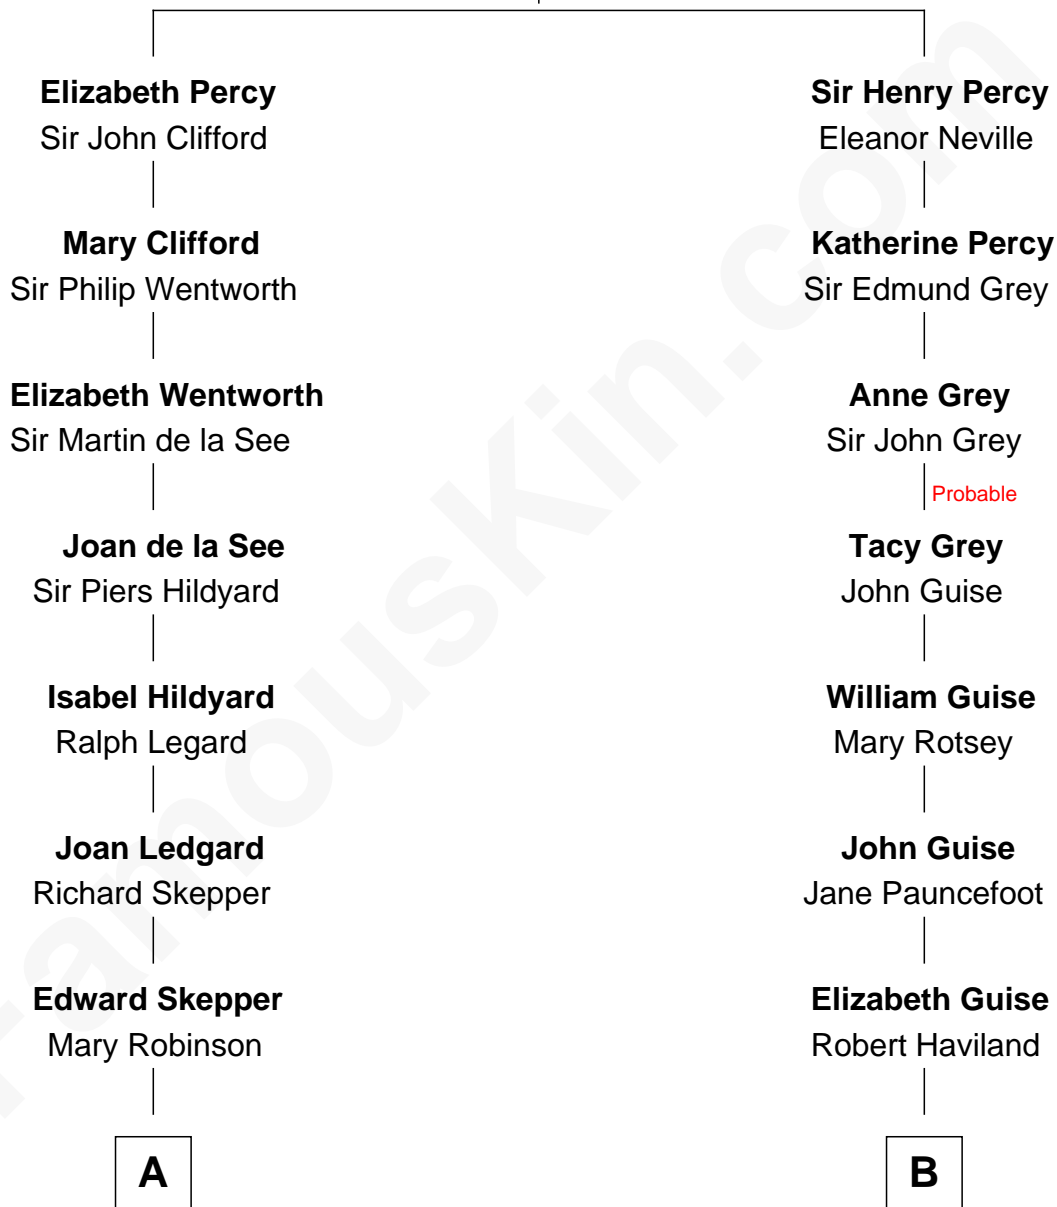 Elizabeth Percy
Sir John Clifford
Mary Clifford
Sir Philip Wentworth
Elizabeth Wentworth
Sir Martin de la See
Joan de la See
Sir Piers Hildyard
Isabel Hildyard
Ralph Legard
Joan Ledgard
Richard Skepper
Edward Skepper
Mary Robinson
A
Sir Henry Percy
Eleanor Neville
Katherine Percy
Sir Edmund Grey
Anne Grey
Sir John Grey
Probable
Tacy Grey
John Guise
William Guise
Mary Rotsey
John Guise
Jane Pauncefoot
Elizabeth Guise
Robert Haviland
B
FamousKin.com